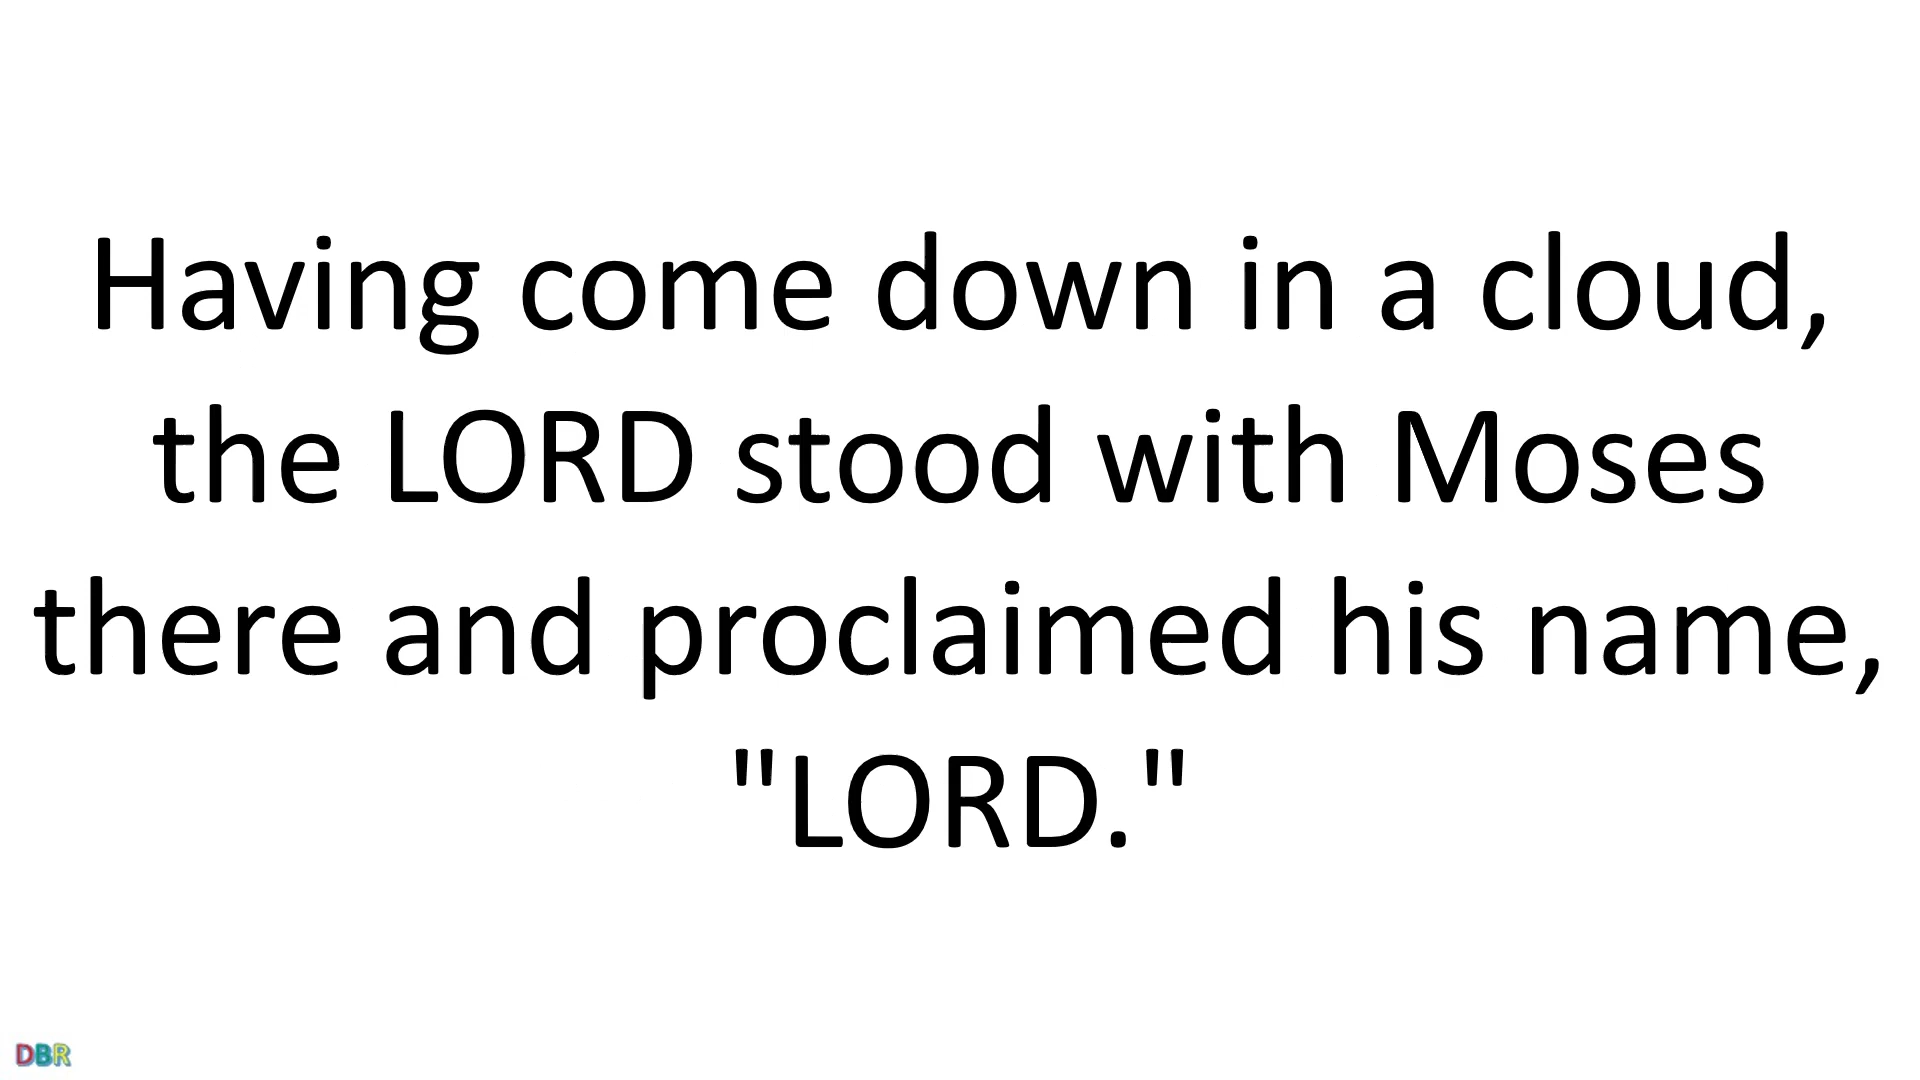 Having come down in a cloud,
the LORD stood with Moses
there and proclaimed his name,
"LORD."
DBR